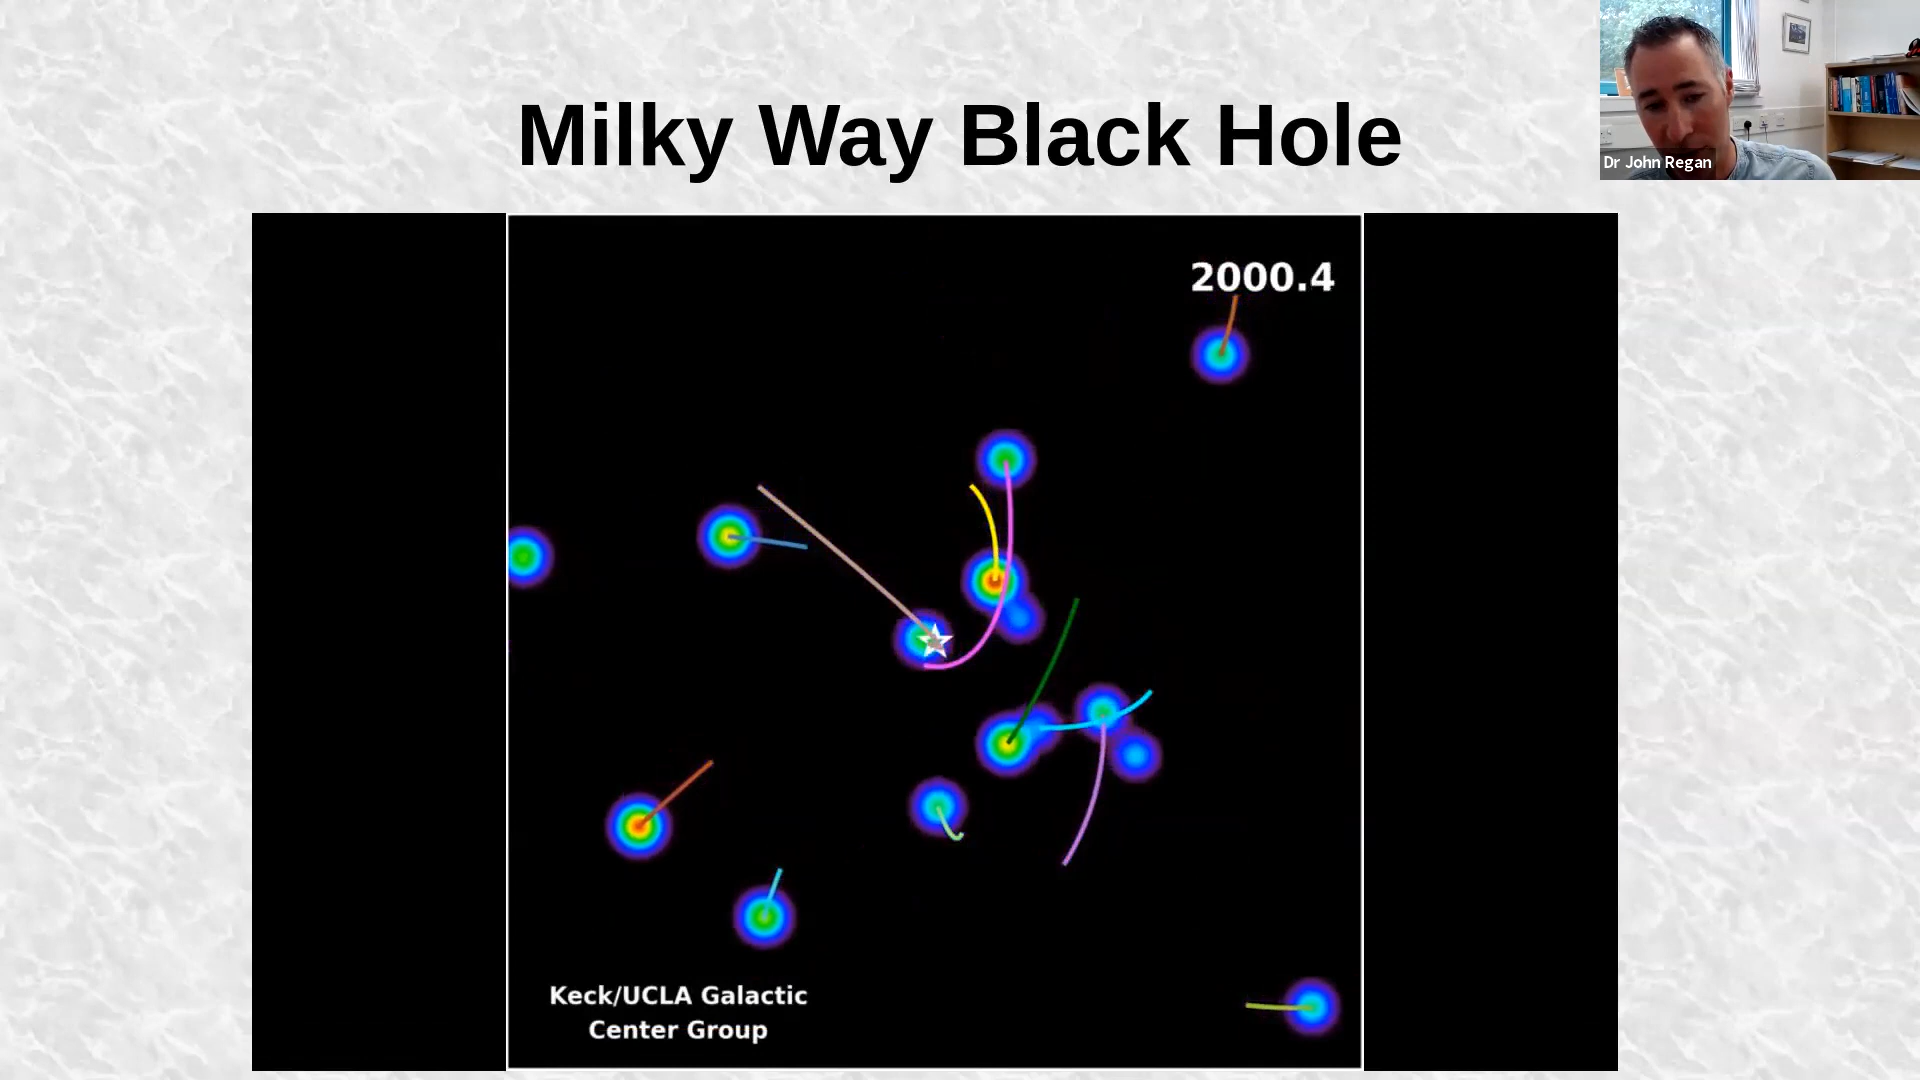 Milky Way Black Hole
Dr John Regan
2000.4
Keck/UCLA Galactic
Center Group